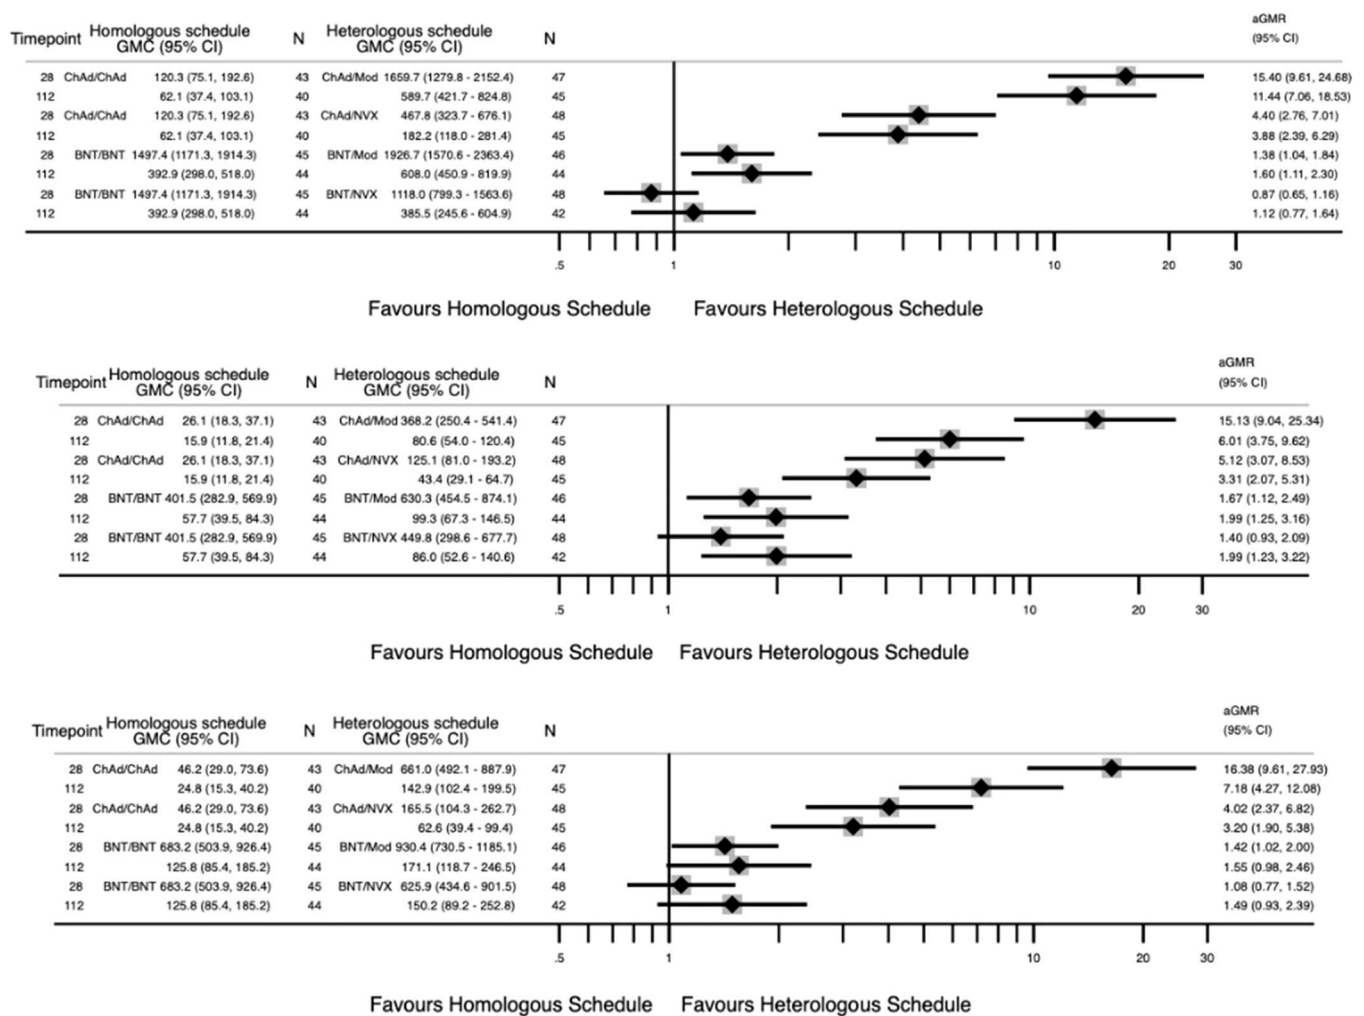 Timepoint Homologous schedule GMC (95% CI) N Heterologous schedule GMC (95% CI) N aGMR (95% CI)
28 ChAd/ChAd 120.3 (75.1, 192.6) 43 ChAd/Mod 1659.7 (1279.8 - 2152.4) 47 15.40 (9.61, 24.68)
112 62.1 (37.4, 103.1) 40 589.7 (421.7 - 824.8) 45 11.44 (7.06, 18.53)
28 ChAd/ChAd 120.3 (75.1, 192.6) 43 ChAd/NVX 467.8 (323.7 - 676.1) 48 4.40 (2.76, 7.01)
112 62.1 (37.4, 103.1) 40 182.2 (118.0 - 281.4) 45 3.88 (2.39, 6.29)
28 BNT/BNT 1497.4 (1171.3, 1914.3) 45 BNT/Mod 1926.7 (1570.6 - 2363.4) 46 1.38 (1.04, 1.84)
112 392.9 (298.0, 518.0) 44 608.0 (450.9 - 819.9) 44 1.60 (1.11, 2.30)
28 BNT/BNT 1497.4 (1171.3, 1914.3) 45 BNT/NVX 1118.0 (799.3 - 1563.6) 48 0.87 (0.65, 1.16)
112 392.9 (298.0, 518.0) 44 385.5 (245.6 - 604.9) 42 1.12 (0.77, 1.64)
.5 1 10 20 30
Favours Homologous Schedule Favours Heterologous Schedule
Timepoint Homologous schedule GMC (95% CI) N Heterologous schedule GMC (95% CI) N aGMR (95% CI)
28 ChAd/ChAd 26.1 (18.3, 37.1) 43 ChAd/Mod 368.2 (250.4 - 541.4) 47 15.13 (9.04, 25.34)
112 15.9 (11.8, 21.4) 40 80.6 (54.0 - 120.4) 45 6.01 (3.75, 9.62)
28 ChAd/ChAd 26.1 (18.3, 37.1) 43 ChAd/NVX 125.1 (81.0 - 193.2) 48 5.12 (3.07, 8.53)
112 15.9 (11.8, 21.4) 40 43.4 (29.1 - 64.7) 45 3.31 (2.07, 5.31)
28 BNT/BNT 401.5 (282.9, 569.9) 45 BNT/Mod 630.3 (454.5 - 874.1) 46 1.67 (1.12, 2.49)
112 57.7 (39.5, 84.3) 44 99.3 (67.3 - 146.5) 44 1.99 (1.25, 3.16)
28 BNT/BNT 401.5 (282.9, 569.9) 45 BNT/NVX 449.8 (298.6 - 677.7) 48 1.40 (0.93, 2.09)
112 57.7 (39.5, 84.3) 44 86.0 (52.6 - 140.6) 42 1.99 (1.23, 3.22)
.5 1 10 20 30
Favours Homologous Schedule Favours Heterologous Schedule
Timepoint Homologous schedule GMC (95% CI) N Heterologous schedule GMC (95% CI) N aGMR (95% CI)
28 ChAd/ChAd 46.2 (29.0, 73.6) 43 ChAd/Mod 661.0 (492.1 - 887.9) 47 16.38 (9.61, 27.93)
112 24.8 (15.3, 40.2) 40 142.9 (102.4 - 199.5) 45 7.18 (4.27, 12.08)
28 ChAd/ChAd 46.2 (29.0, 73.6) 43 ChAd/NVX 165.5 (104.3 - 262.7) 48 4.02 (2.37, 6.82)
112 24.8 (15.3, 40.2) 40 62.6 (39.4 - 99.4) 45 3.20 (1.90, 5.38)
28 BNT/BNT 683.2 (503.9, 926.4) 45 BNT/Mod 930.4 (730.5 - 1185.1) 46 1.42 (1.02, 2.00)
112 125.8 (85.4, 185.2) 44 171.1 (118.7 - 246.5) 44 1.55 (0.98, 2.46)
28 BNT/BNT 683.2 (503.9, 926.4) 45 BNT/NVX 625.9 (434.6 - 901.5) 48 1.08 (0.77, 1.52)
112 125.8 (85.4, 185.2) 44 150.2 (89.2 - 252.8) 42 1.49 (0.93, 2.39)
.5 1 10 20 30
Favours Homologous Schedule Favours Heterologous Schedule